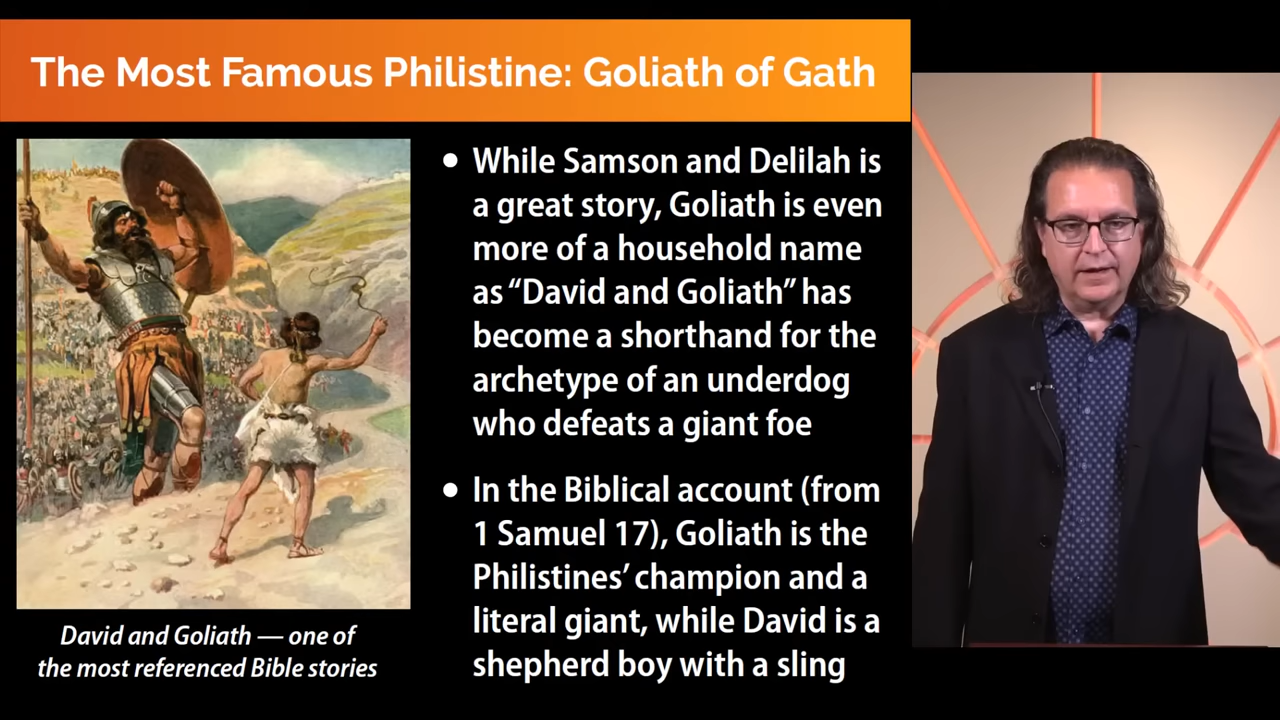 The Most Famous Philistine: Goliath of Gath
• While Samson and Delilah is
a great story, Goliath is even
more of a household name
as “David and Goliath” has
become a shorthand for the
archetype of an underdog
who defeats a giant foe
• In the Biblical account (from
1 Samuel 17), Goliath is the
Philistines’ champion and a
literal giant, while David is a
shepherd boy with a sling
David and Goliath — one of
the most referenced Bible stories